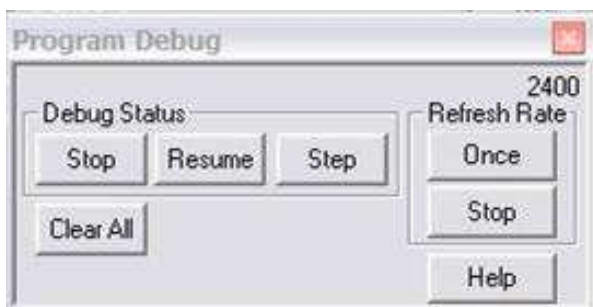 Program Debug
2400
Debug Status
Refresh Rate
Stop Resume Step
Once
Clear All
Stop
Help